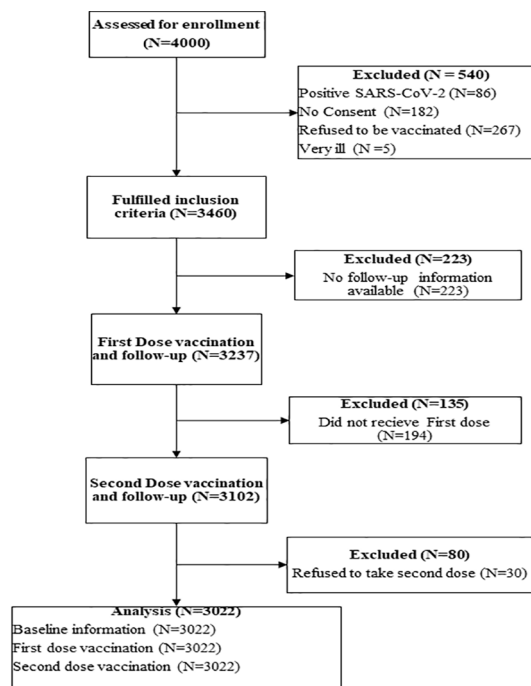 Assessed for enrollment
(N=4000)
Excluded (N = 540)
Positive SARS-CoV-2 (N=86)
No Consent (N=182)
Refused to be vaccinated (N=267)
Very ill (N =5)
Fulfilled inclusion
criteria (N=3460)
Excluded (N=223)
No follow-up information
available (N=223)
First Dose vaccination
and follow-up (N=3237)
Excluded (N=135)
Did not recieve First dose
(N=194)
Second Dose vaccination
and follow-up (N=3102)
Excluded (N=80)
Refused to take second dose (N=30)
Analysis (N=3022)
Baseline information (N=3022)
First dose vaccination (N=3022)
Second dose vaccination (N=3022)